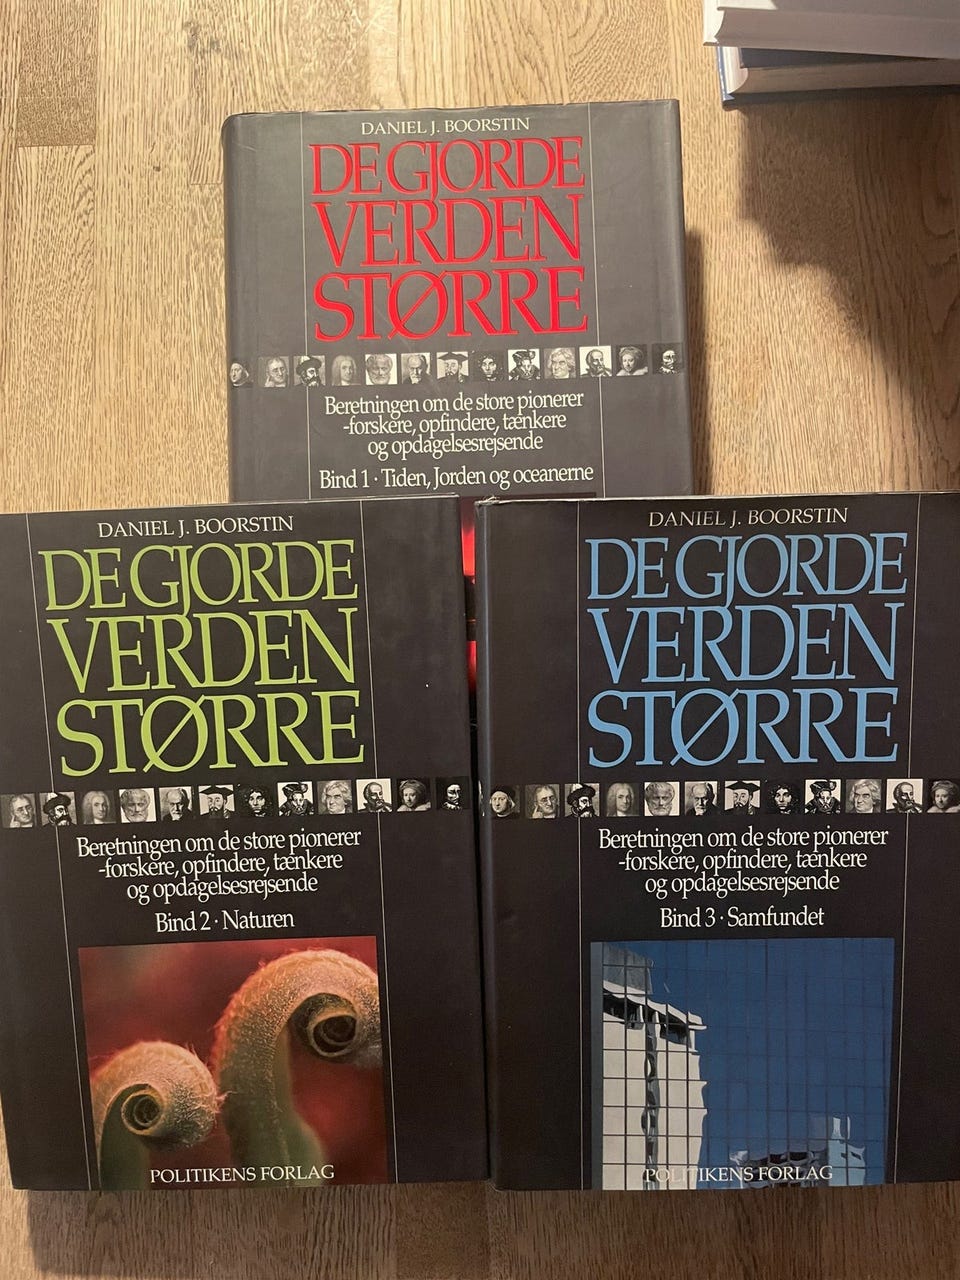 DANIEL J. BOORSTIN
DE GJORDE
VERDEN
STØRRE
Beretningen om de store pionerer
-forskere, opfindere, tænkere
og opdagelsesrejsende
Bind 1 · Tiden, Jorden og oceanerne
DANIEL J. BOORSTIN
DE GJORDE
VERDEN
STØRRE
Beretningen om de store pionerer
-forskere, opfindere, tænkere
og opdagelsesrejsende
Bind 2 · Naturen
POLITIKENS FORLAG
DANIEL J. BOORSTIN
DE GJORDE
VERDEN
STØRRE
Beretningen om de store pionerer
-forskere, opfindere, tænkere
og opdagelsesrejsende
Bind 3 · Samfundet
POLITIKENS FORLAG